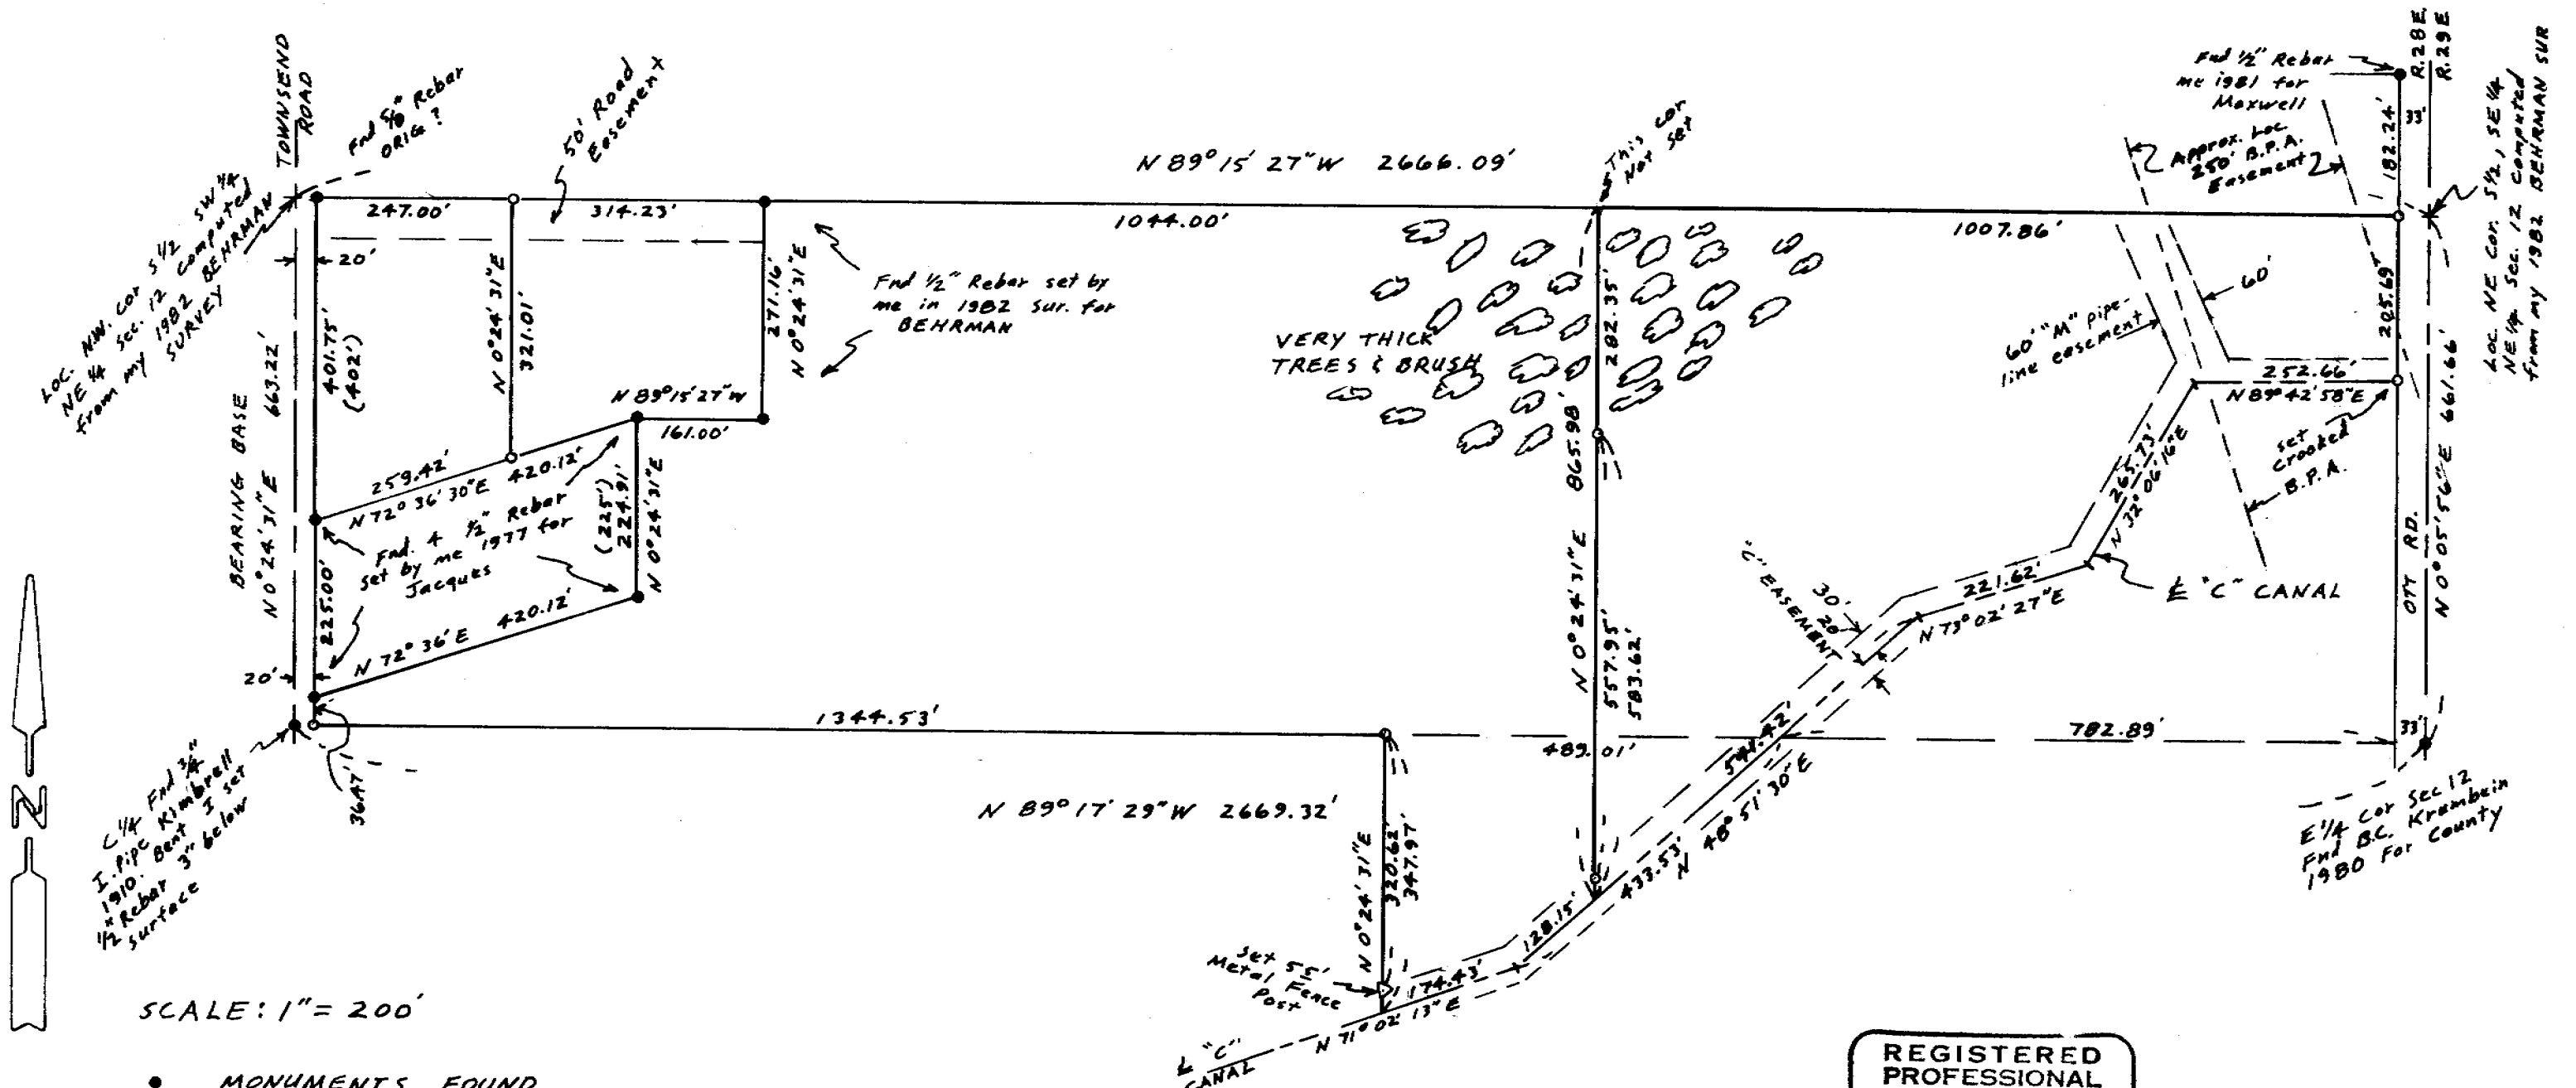 TOWNSEND
ROAD
Fnd 5/8" Rebar
ORIG ?
50' Road
Easement
LOC. N.W. Cor S 1/2 SW 1/4
NE 1/4 Sec. 12 computed
from my 1982 BEHRMAN
SURVEY
N 89° 15' 27" W 2666.09'
This cor
Not Set
Fnd 1/2" Rebar
me 1981 for
Maxwell
R.28E.
R.29E
33'
182.24'
Approx. Loc.
250' B.P.A.
Easement
LOC. NE Cor. S 1/2, SE 1/4
NE 1/4 Sec. 12 computed
from my 1982 BEHRMAN SUR
247.00'
314.23'
1044.00'
1007.86'
20'
401.75'
(402')
N 0° 24' 31" E
321.01'
271.16'
N 0° 24' 31" E
Fnd 1/2" Rebar set by
me in 1982 Sur. for
BEHRMAN
VERY THICK
TREES & BRUSH
282.35'
60'
60' "M" pipe-
line easement
205.69'
252.66'
N 89° 42' 58" E
set
crooked
B.P.A.
BEARING BASE
N 0° 24' 31" E 663.22'
N 89° 15' 27" W
161.00'
259.42'
420.12'
N 72° 36' 30" E
(225')
224.91'
N 0° 24' 31" E
Fnd. 4 1/2" Rebar
set by me 1977 for
Jacques
225.00'
420.12'
N 72° 36' E
20'
N 0° 24' 31" E 865.98'
557.95'
583.62'
265.73'
N 32° 06' 16" E
221.62'
N 73° 02' 27" E
30'
20'
EASEMENT
℄ "C" CANAL
OTT RD.
N 0° 05' 56" E 661.66'
1344.53'
489.01'
782.89'
33'
541.42'
N 48° 51' 30" E
433.53'
128.15'
N 89° 17' 29" W 2669.32'
C 1/4 Fnd 3/4"
I. Pipe Kimbrell
1910. Bent I set
1/2" Rebar 3" below
surface
N 0° 24' 31" E
320.62'
347.97'
E 1/4 Cor Sec 12
Fnd B.C. Krambein
1980 For County
Metal Fence
Post
174.43'
N 71° 02' 13" E
℄ "C"
CANAL
SCALE: 1" = 200'
N
MONUMENTS FOUND
REGISTERED
PROFESSIONAL